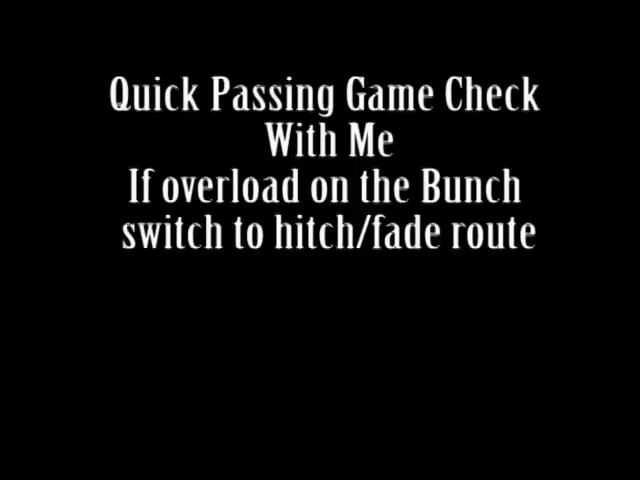 Quick Passing Game Check
With Me
If overload on the Bunch
switch to hitch/fade route